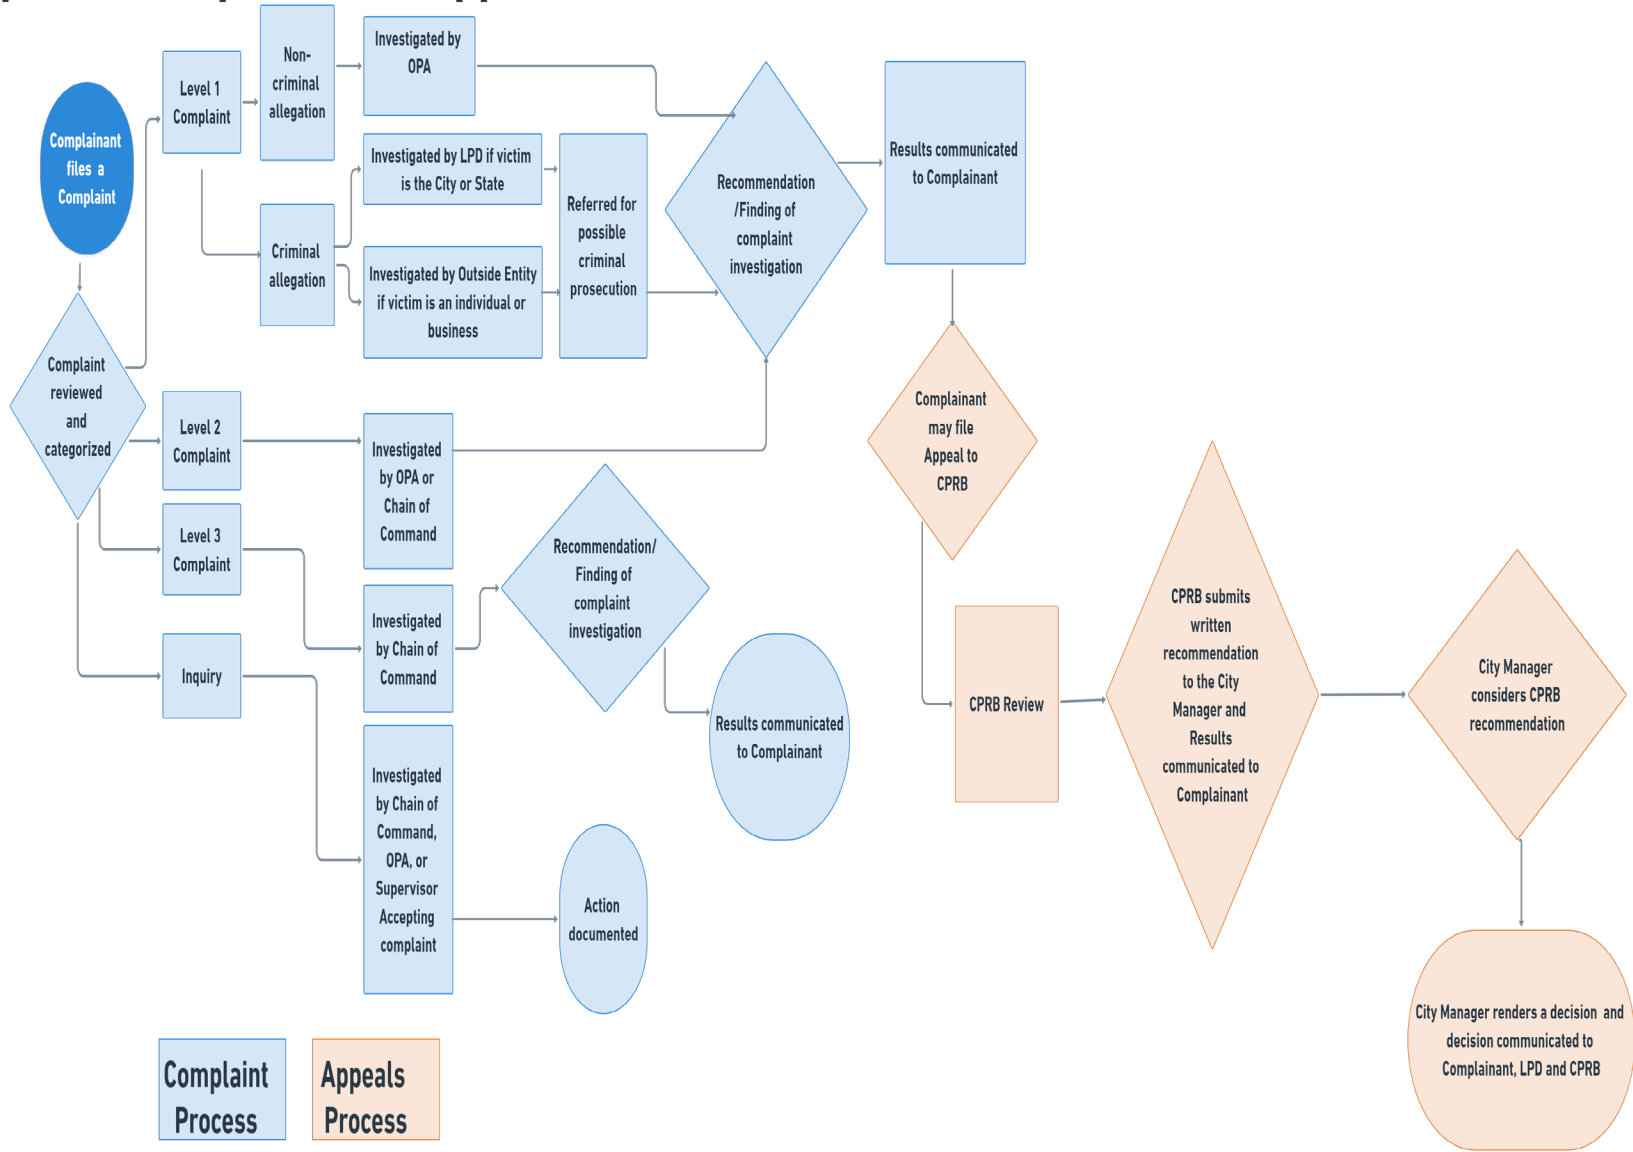 Complainant
files a
Complaint
Complaint
reviewed
and
categorized
Level 1
Complaint
Non-
criminal
allegation
Investigated by
OPA
Criminal
allegation
Investigated by LPD if victim
is the City or State
Investigated by Outside Entity
if victim is an individual or
business
Referred for
possible
criminal
prosecution
Recommendation
/Finding of
complaint
investigation
Results communicated
to Complainant
Level 2
Complaint
Investigated
by OPA or
Chain of
Command
Level 3
Complaint
Investigated
by Chain of
Command
Recommendation/
Finding of
complaint
investigation
Results communicated
to Complainant
Inquiry
Investigated
by Chain of
Command,
OPA, or
Supervisor
Accepting
complaint
Action
documented
Complainant
may file
Appeal to
CPRB
CPRB Review
CPRB submits
written
recommendation
to the City
Manager and
Results
communicated to
Complainant
City Manager
considers CPRB
recommendation
City Manager renders a decision and
decision communicated to
Complainant, LPD and CPRB
Complaint
Process
Appeals
Process